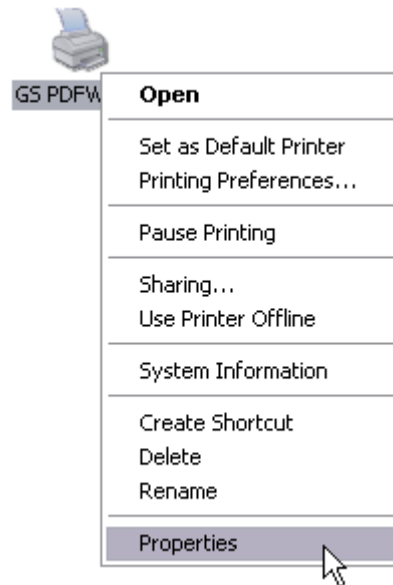 GS PDFW
Open
Set as Default Printer
Printing Preferences...
Pause Printing
Sharing...
Use Printer Offline
System Information
Create Shortcut
Delete
Rename
Properties